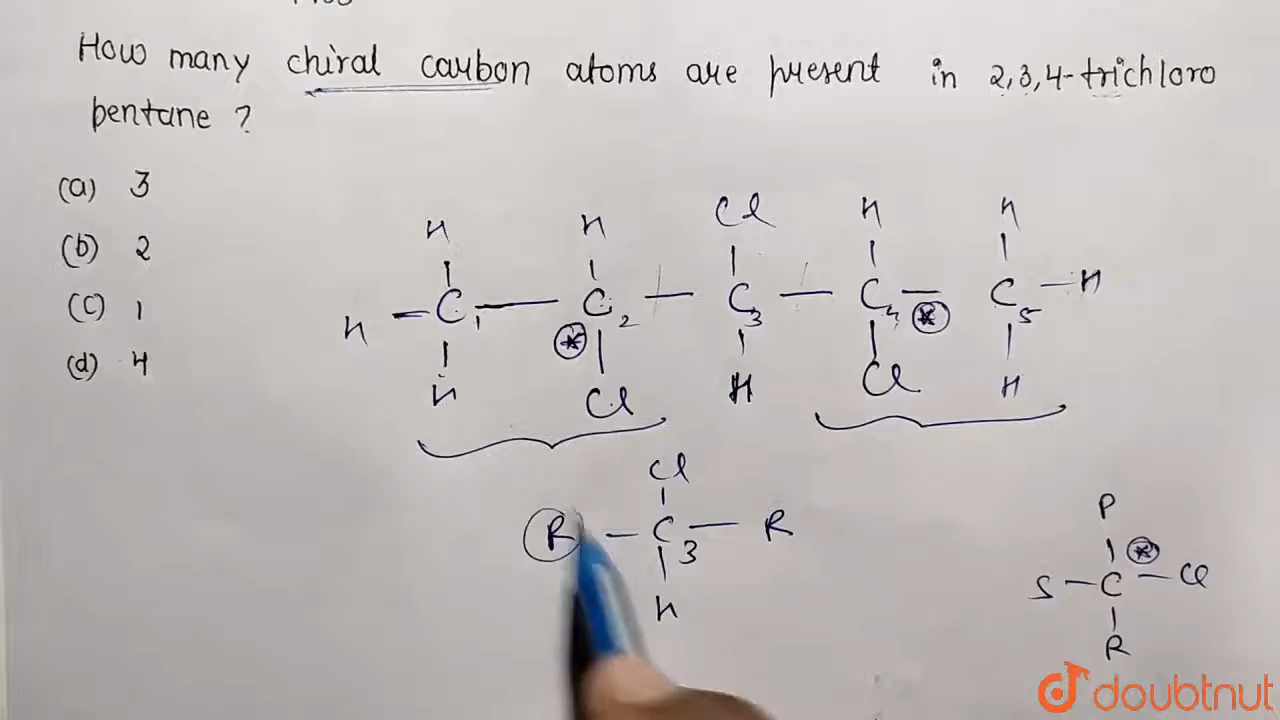 How many chiral carbon atoms are present in 2,3,4-trichloro
pentane ?
(a) 3
(b) 2
(c) 1
(d) 4
H H Cl H H
H - C1 - C2 - C3 - C4 - C5 - H
* *
H Cl H Cl H
Cl
R - C3 - R
H
P
*
S - C - Cl
R
doubtnut